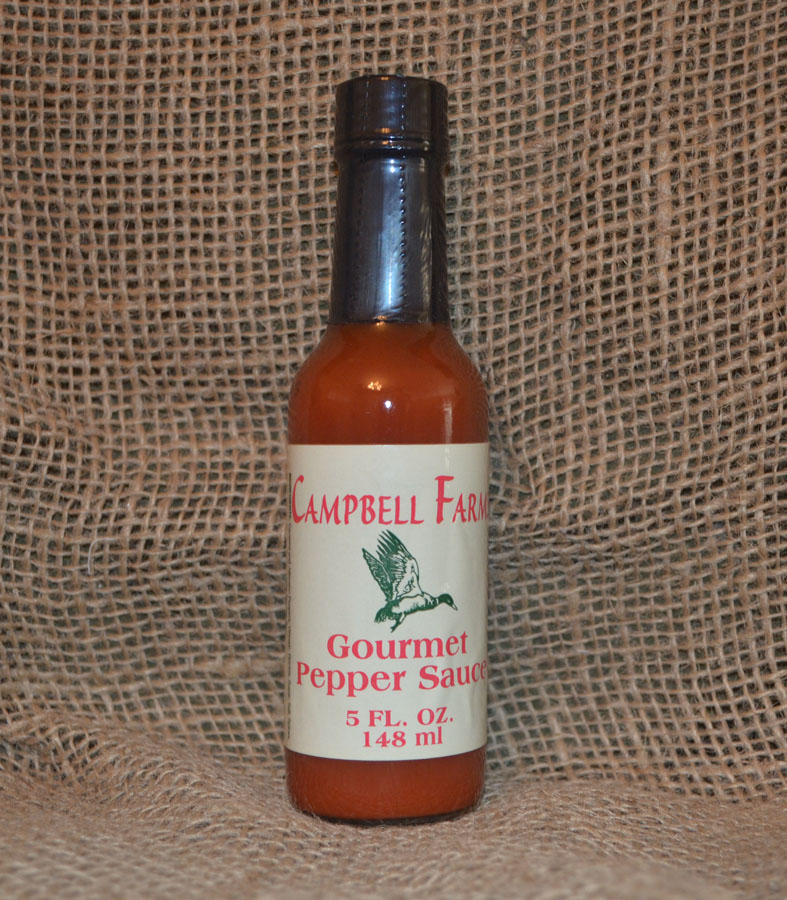 CAMPBELL FARM
Gourmet
Pepper Sauce
5 FL. OZ.
148 ml